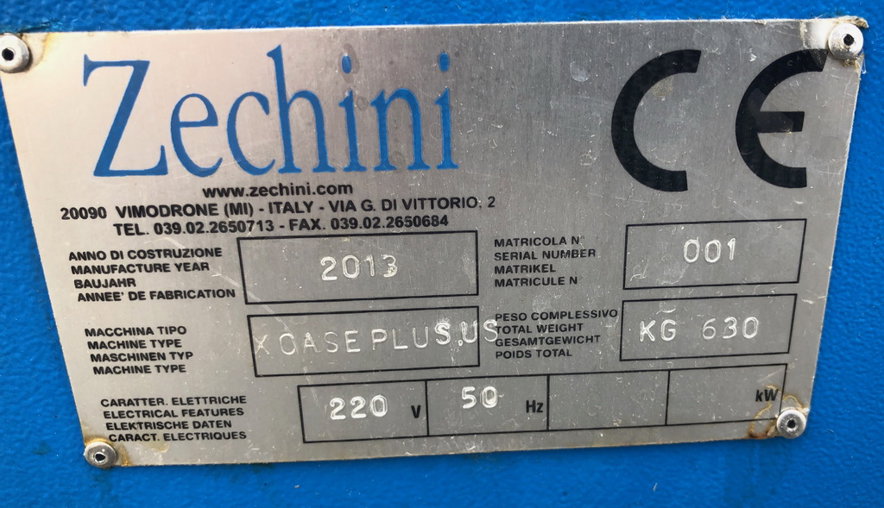 Zechini
CE
www.zechini.com
20090 VIMODRONE (MI) - ITALY - VIA G. DI VITTORIO, 2
TEL. 039.02.2650713 - FAX. 039.02.2650684
ANNO DI COSTRUZIONE
MANUFACTURE YEAR
BAUJAHR
ANNEE' DE FABRICATION
2013
MATRICOLA N°
SERIAL NUMBER
MATRIKEL
MATRICULE N
001
MACCHINA TIPO
MACHINE TYPE
MASCHINEN TYP
MACHINE TYPE
X CASE PLUS.US
PESO COMPLESSIVO
TOTAL WEIGHT
GESAMTGEWICHT
POIDS TOTAL
KG 630
CARATTER. ELETTRICHE
ELECTRICAL FEATURES
ELEKTRISCHE DATEN
CARACT. ELECTRIQUES
220 V
50 Hz
kW